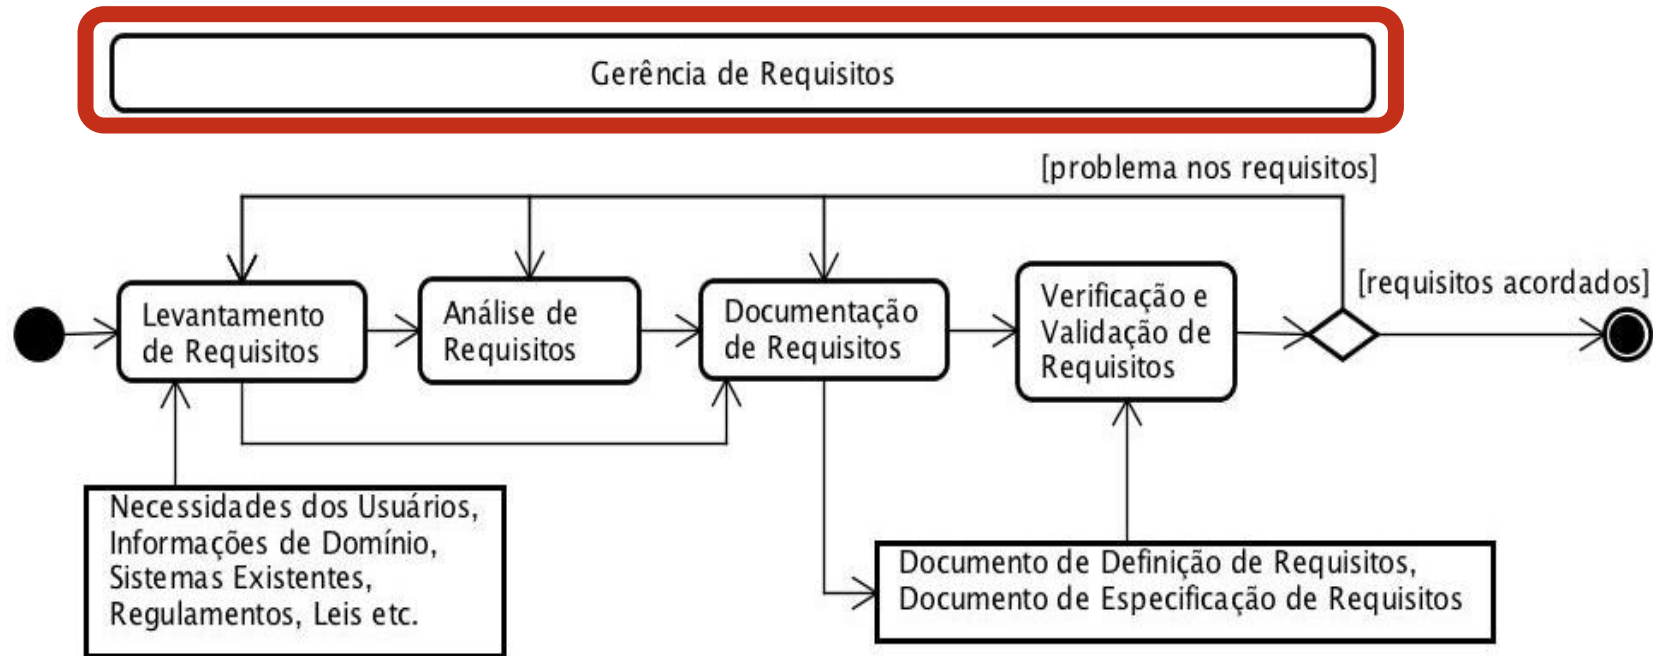 Gerência de Requisitos
[problema nos requisitos]
[requisitos acordados]
Levantamento
de Requisitos
Análise de
Requisitos
Documentação
de Requisitos
Verificação e
Validação de
Requisitos
Necessidades dos Usuários,
Informações de Domínio,
Sistemas Existentes,
Regulamentos, Leis etc.
Documento de Definição de Requisitos,
Documento de Especificação de Requisitos